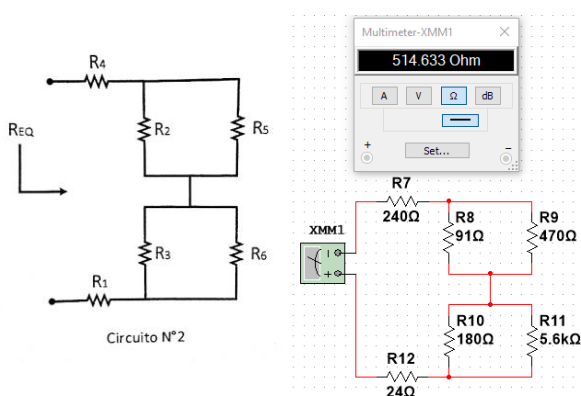 R4
R2
R5
REQ
R3
R6
R1
Circuito N°2
Multimeter-XMM1
514.633 Ohm
A V Ω dB
+ Set... −
R7
240Ω
R8
91Ω
R9
470Ω
XMM1
R10
180Ω
R11
5.6kΩ
R12
24Ω